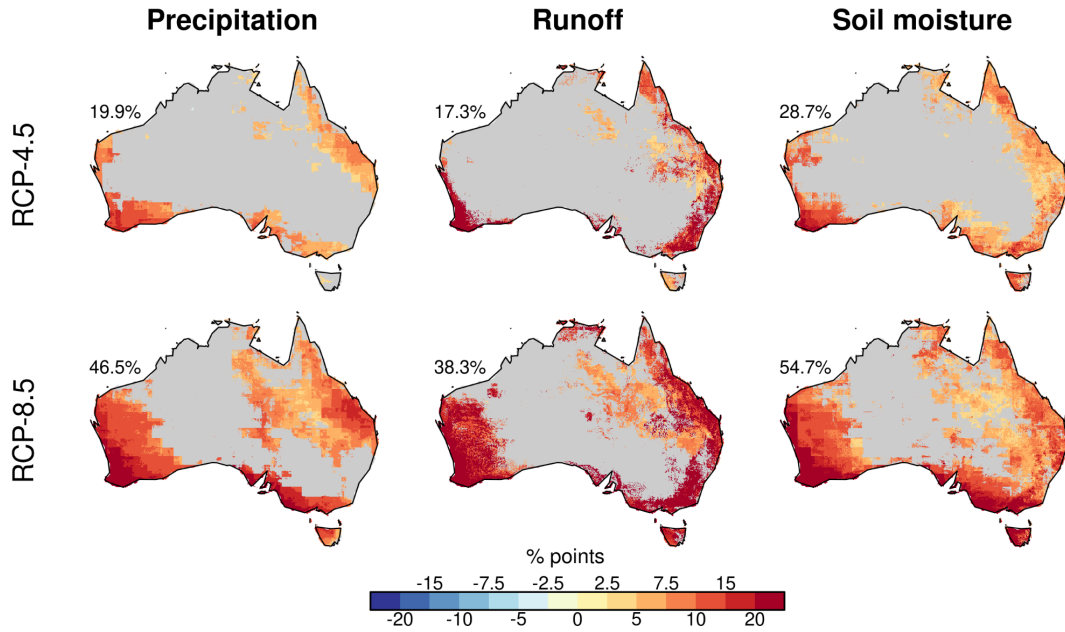 Precipitation Runoff Soil moisture
RCP-4.5
19.9% 17.3% 28.7%
RCP-8.5
46.5% 38.3% 54.7%
% points
-15 -7.5 -2.5 2.5 7.5 15
-20 -10 -5 0 5 10 20